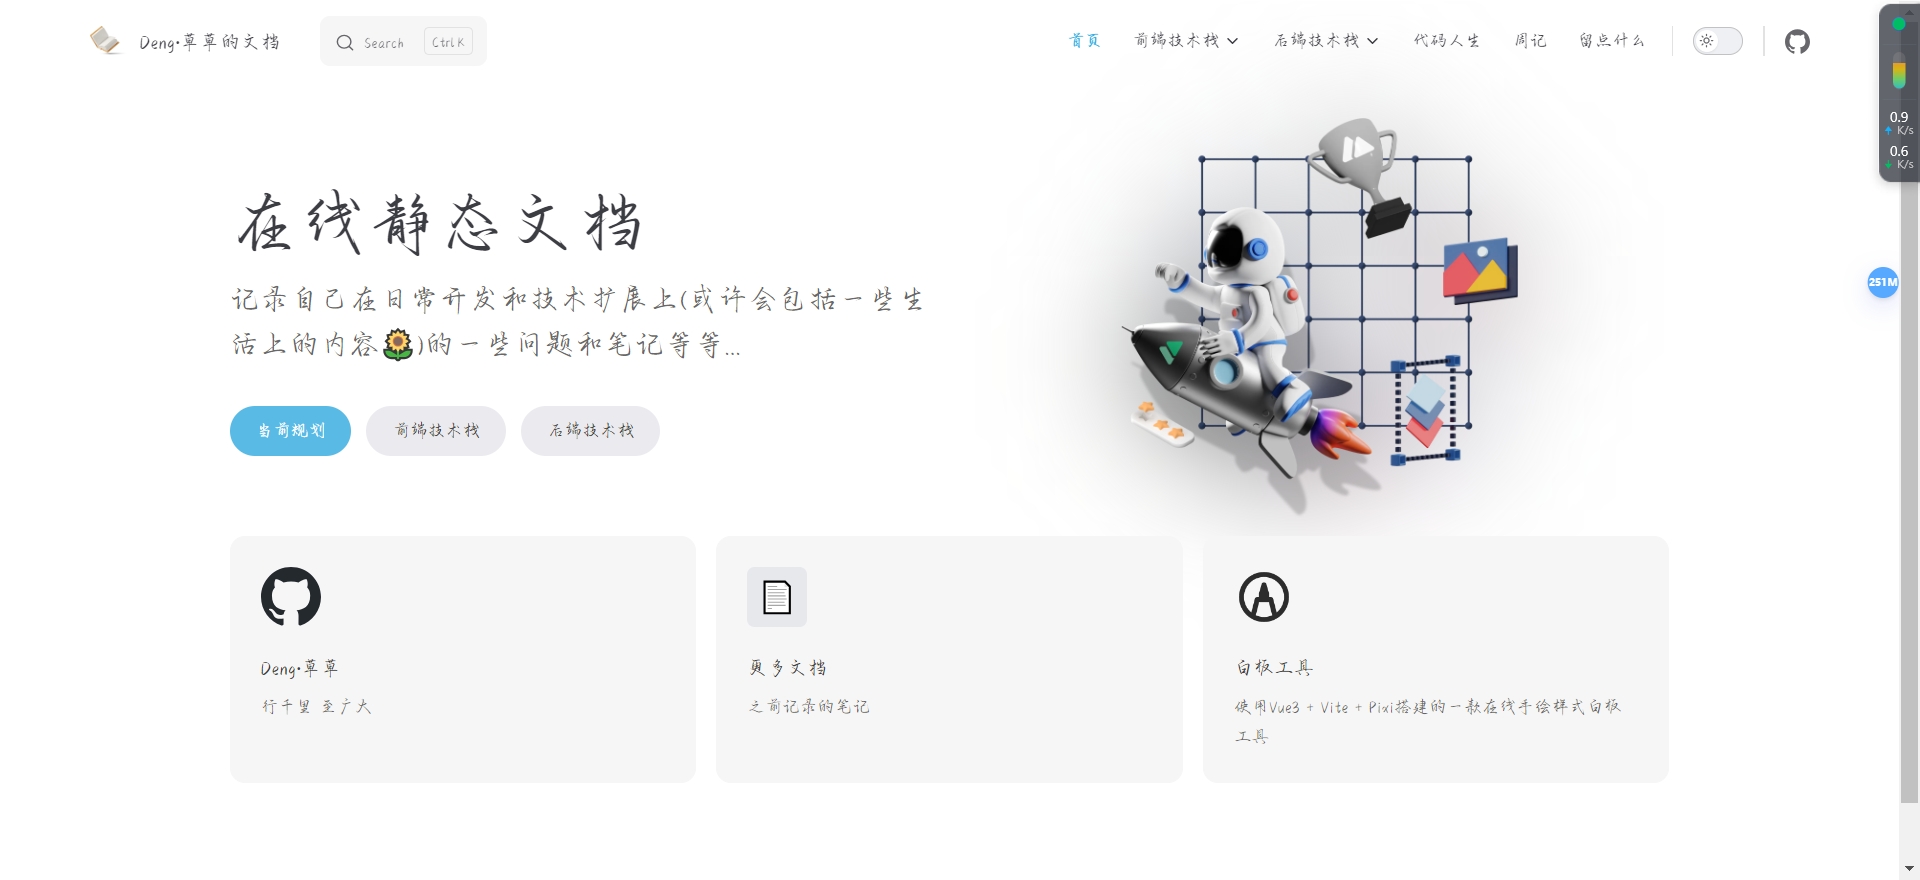 Deng·草草的文档
Search
Ctrl K
首页
前端技术栈
后端技术栈
代码人生
周记
留点什么
0.9
K/s
0.6
K/s
251M
在线静态文档
记录自己在日常开发和技术扩展上(或许会包括一些生
活上的内容🌻)的一些问题和笔记等等...
当前规划
前端技术栈
后端技术栈
Deng·草草
行千里 至广大
更多文档
之前记录的笔记
白板工具
使用Vue3 + Vite + Pixi搭建的一款在线手绘样式白板
工具